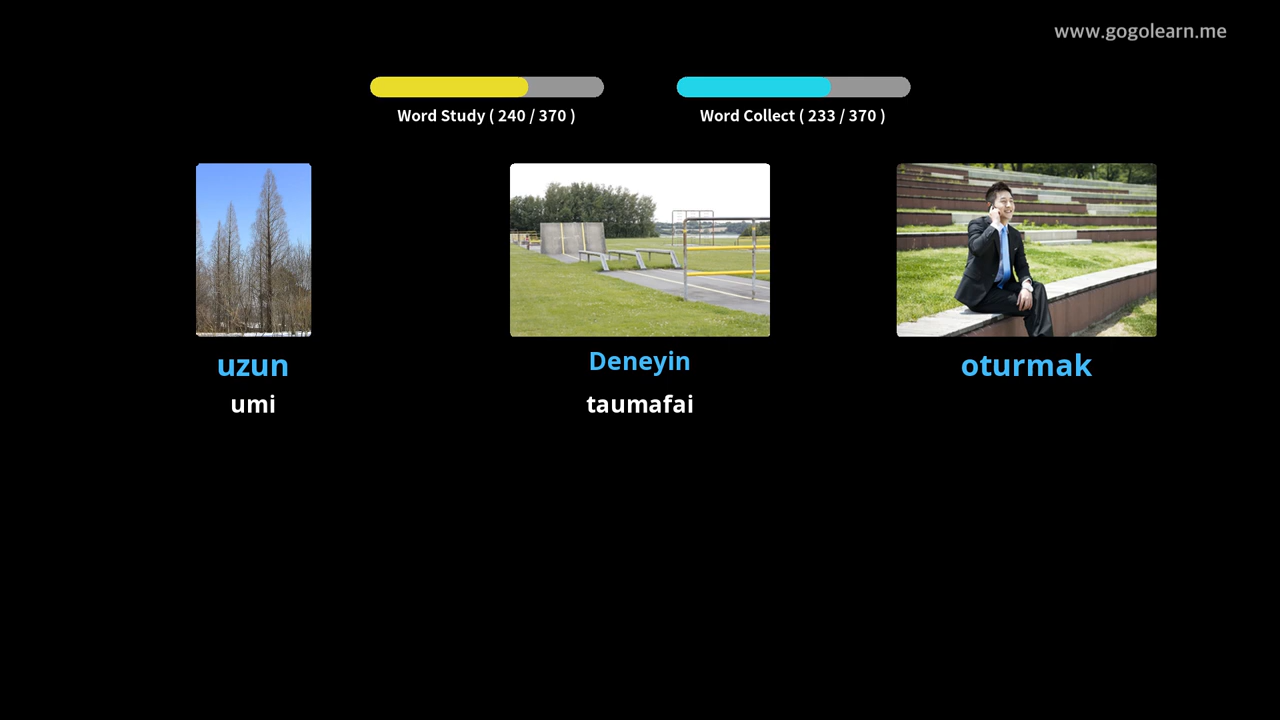 www.gogolearn.me
Word Study ( 240 / 370 )
Word Collect ( 233 / 370 )
uzun
umi
Deneyin
taumafai
oturmak